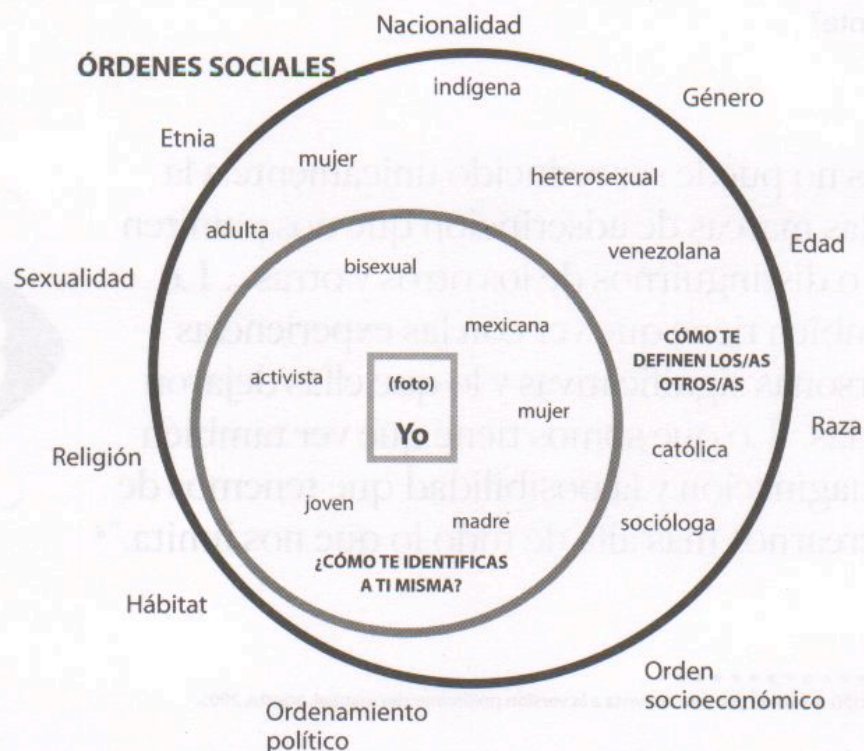 Nacionalidad
ÓRDENES SOCIALES
indígena
Género
Etnia
mujer
heterosexual
adulta
venezolana
Edad
bisexual
Sexualidad
mexicana
CÓMO TE
DEFINEN LOS/AS
OTROS/AS
activista
(foto)
Yo
mujer
Raza
católica
Religión
joven
madre
socióloga
¿CÓMO TE IDENTIFICAS
A TI MISMA?
Hábitat
Orden
socioeconómico
Ordenamiento
político